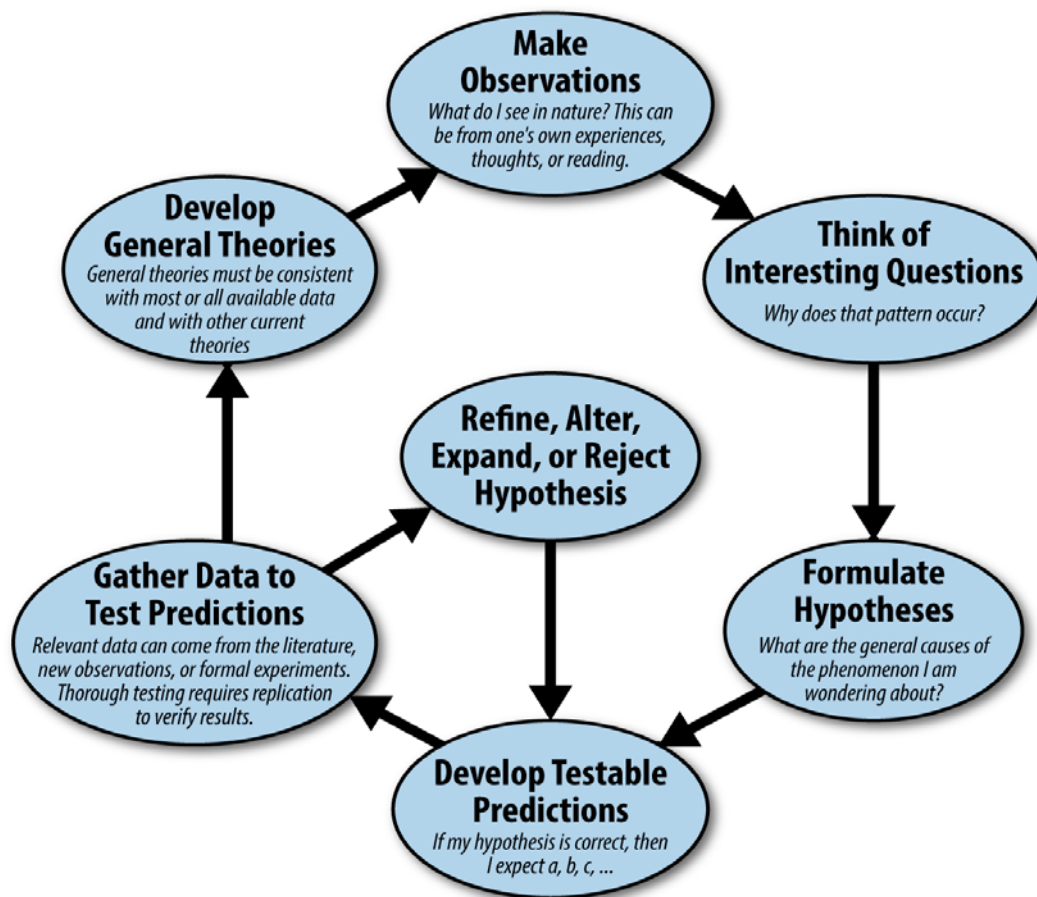 Make
Observations
What do I see in nature? This can
be from one's own experiences,
thoughts, or reading.
Think of
Interesting Questions
Why does that pattern occur?
Formulate
Hypotheses
What are the general causes of
the phenomenon I am
wondering about?
Develop Testable
Predictions
If my hypothesis is correct, then
I expect a, b, c, ...
Gather Data to
Test Predictions
Relevant data can come from the literature,
new observations, or formal experiments.
Thorough testing requires replication
to verify results.
Refine, Alter,
Expand, or Reject
Hypothesis
Develop
General Theories
General theories must be consistent
with most or all available data
and with other current
theories